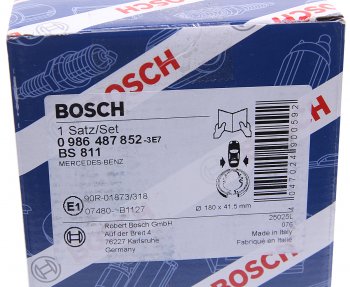 BOSCH
BOSCH
1 Satz/Set
0 986 487 852-3E7
BS 811
MERCEDES-BENZ
E1
90R-01873/318
07480- B1127
Ø 180 x 41,5 mm
Robert Bosch GmbH
Auf der Breit 4
76227 Karlsruhe
Germany
076
Made in Italy
Fabriqué en Italie
BOSCH